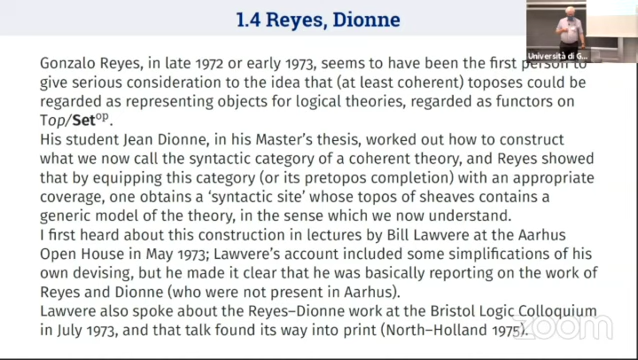 1.4 Reyes, Dionne
Università di G...
Gonzalo Reyes, in late 1972 or early 1973, seems to have been the first person to
give serious consideration to the idea that (at least coherent) toposes could be
regarded as representing objects for logical theories, regarded as functors on
Top/Set^op.
His student Jean Dionne, in his Master's thesis, worked out how to construct
what we now call the syntactic category of a coherent theory, and Reyes showed
that by equipping this category (or its pretopos completion) with an appropriate
coverage, one obtains a ‘syntactic site’ whose topos of sheaves contains a
generic model of the theory, in the sense which we now understand.
I first heard about this construction in lectures by Bill Lawvere at the Aarhus
Open House in May 1973; Lawvere's account included some simplifications of his
own devising, but he made it clear that he was basically reporting on the work of
Reyes and Dionne (who were not present in Aarhus).
Lawvere also spoke about the Reyes–Dionne work at the Bristol Logic Colloquium
in July 1973, and that talk found its way into print (North–Holland 1975).
zoom